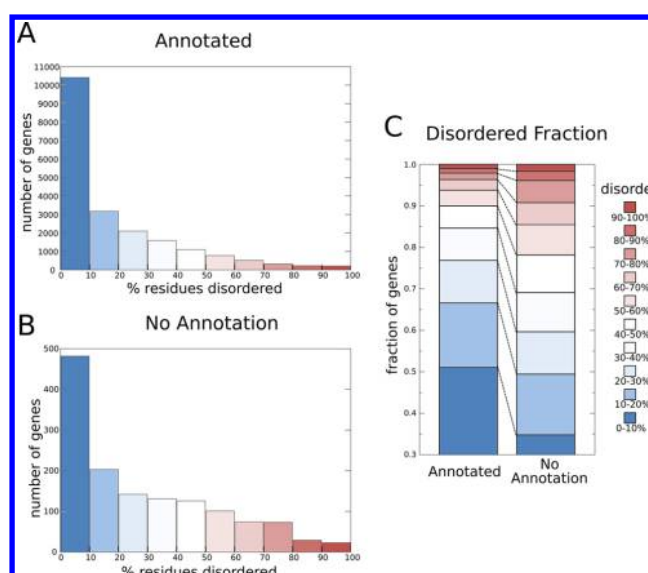 A
Annotated
number of genes
11000
10000
9000
8000
7000
6000
5000
4000
3000
2000
1000
0
0 10 20 30 40 50 60 70 80 90 100
% residues disordered
B
No Annotation
number of genes
500
400
300
200
100
0
0 10 20 30 40 50 60 70 80 90 100
% residues disordered
C
Disordered Fraction
fraction of genes
1.0
0.9
0.8
0.7
0.6
0.5
0.4
0.3
Annotated
No
Annotation
disorde
90-100%
80-90%
70-80%
60-70%
50-60%
40-50%
30-40%
20-30%
10-20%
0-10%